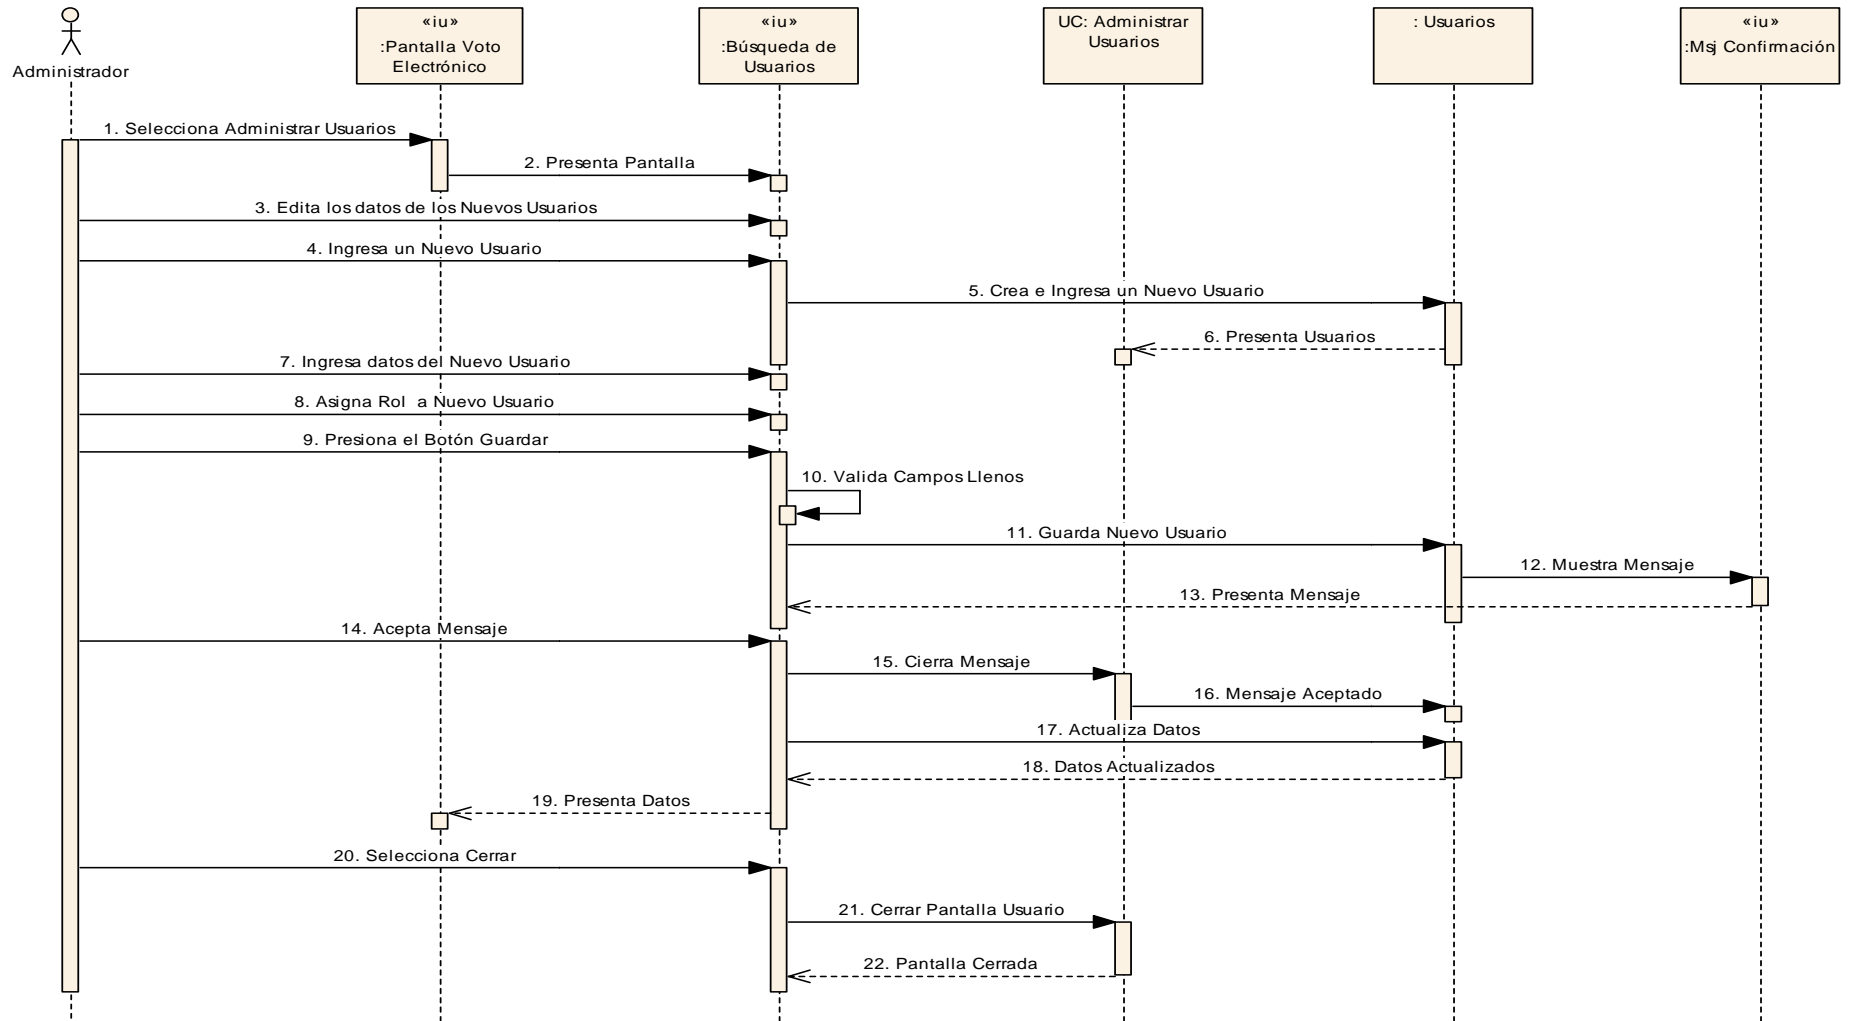 Administrador
«iu»
:Pantalla Voto
Electrónico
«iu»
:Búsqueda de
Usuarios
UC: Administrar
Usuarios
: Usuarios
«iu»
:Msj Confirmación
1. Selecciona Administrar Usuarios
2. Presenta Pantalla
3. Edita los datos de los Nuevos Usuarios
4. Ingresa un Nuevo Usuario
5. Crea e Ingresa un Nuevo Usuario
6. Presenta Usuarios
7. Ingresa datos del Nuevo Usuario
8. Asigna Rol a Nuevo Usuario
9. Presiona el Botón Guardar
10. Valida Campos Llenos
11. Guarda Nuevo Usuario
12. Muestra Mensaje
13. Presenta Mensaje
14. Acepta Mensaje
15. Cierra Mensaje
16. Mensaje Aceptado
17. Actualiza Datos
18. Datos Actualizados
19. Presenta Datos
20. Selecciona Cerrar
21. Cerrar Pantalla Usuario
22. Pantalla Cerrada